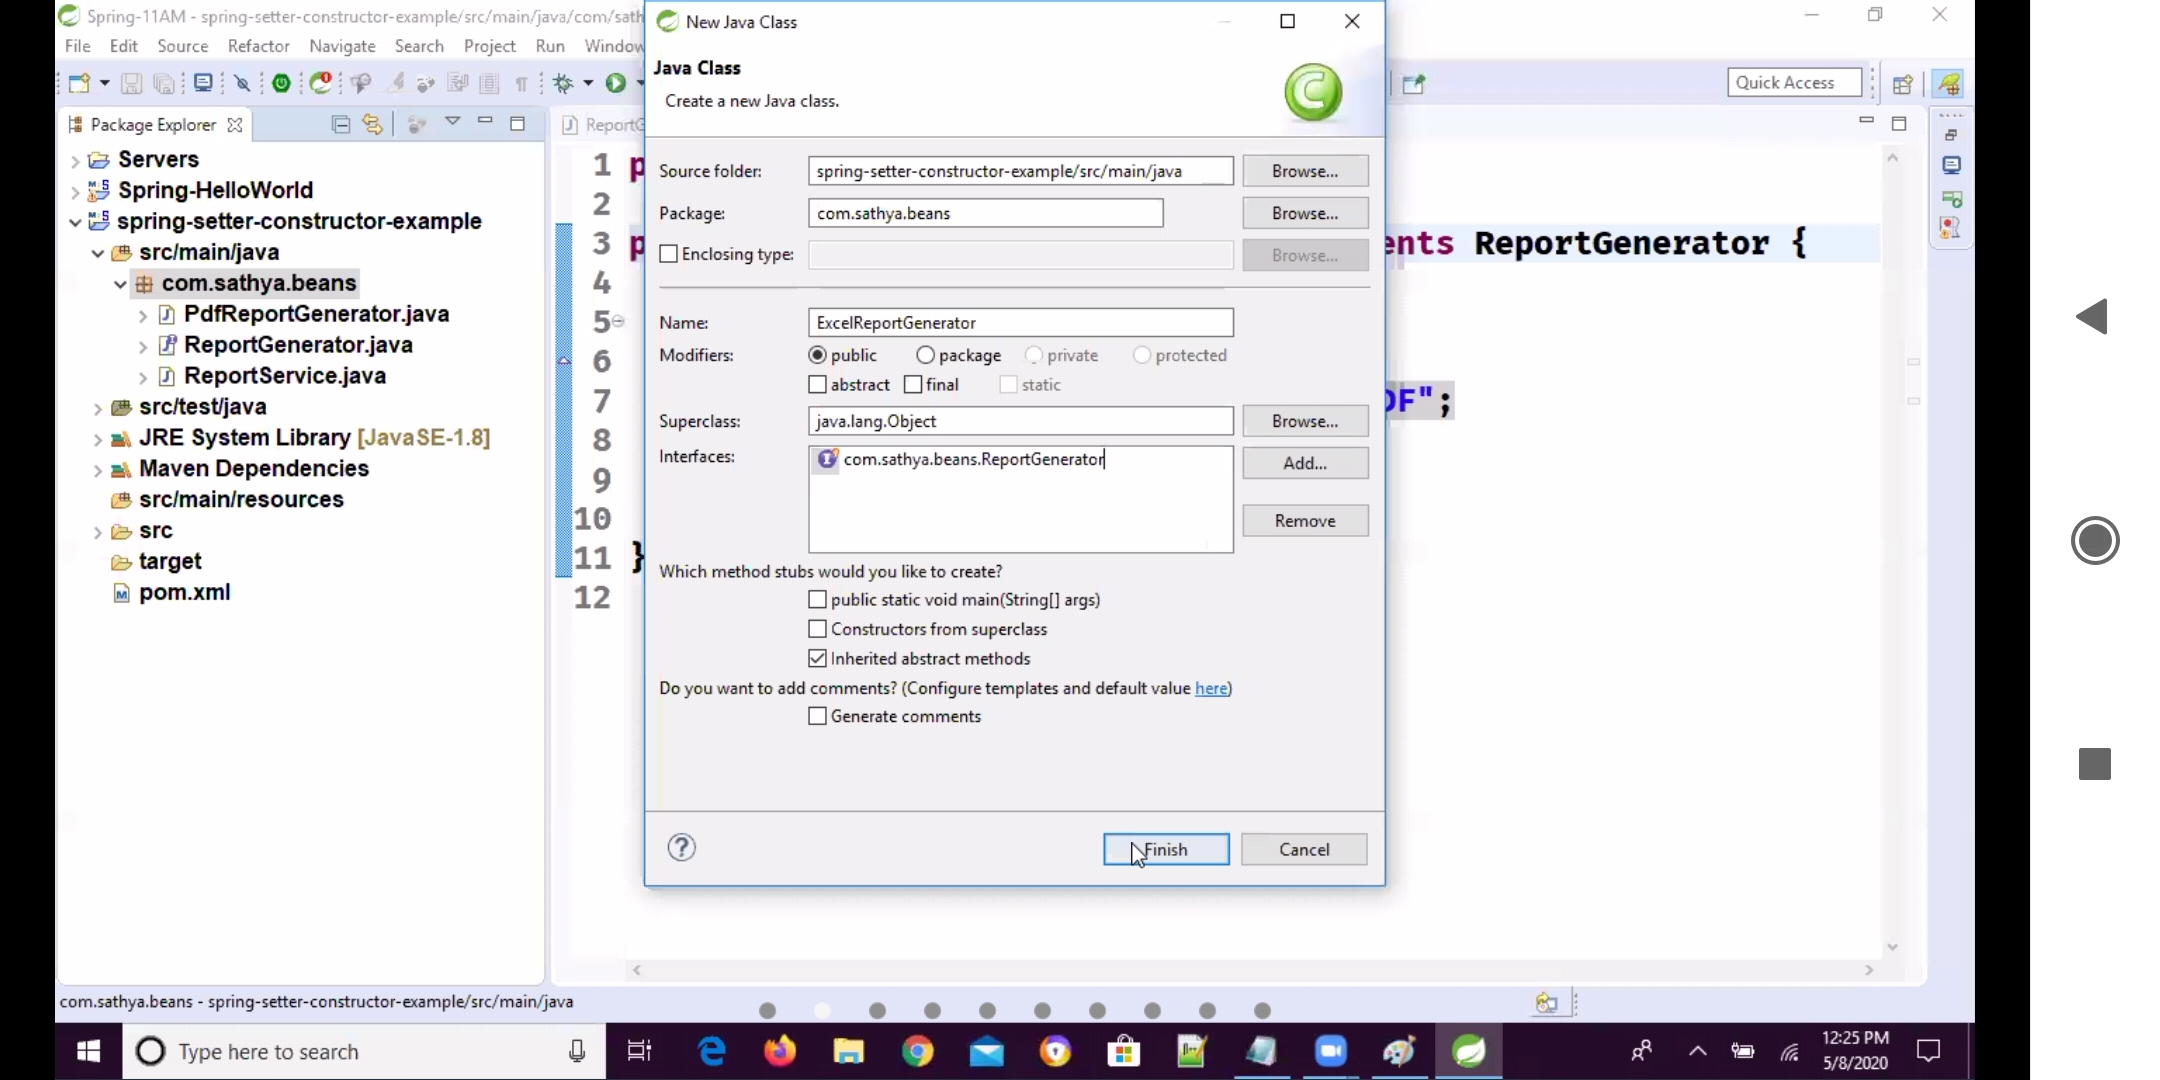 Spring-11AM - spring-setter-constructor-example/src/main/java/com/sath
File Edit Source Refactor Navigate Search Project Run Window
Quick Access
Package Explorer
Servers
Spring-HelloWorld
spring-setter-constructor-example
src/main/java
com.sathya.beans
PdfReportGenerator.java
ReportGenerator.java
ReportService.java
src/test/java
JRE System Library [JavaSE-1.8]
Maven Dependencies
src/main/resources
src
target
pom.xml
ReportG
1 p
2
3 p
ents ReportGenerator {
4
5
6
7
DF";
8
9
10
11 }
12
New Java Class
Java Class
Create a new Java class.
Source folder: spring-setter-constructor-example/src/main/java Browse...
Package: com.sathya.beans Browse...
Enclosing type: Browse...
Name: ExcelReportGenerator
Modifiers: public package private protected
abstract final static
Superclass: java.lang.Object Browse...
Interfaces: com.sathya.beans.ReportGenerator Add...
Remove
Which method stubs would you like to create?
public static void main(String[] args)
Constructors from superclass
Inherited abstract methods
Do you want to add comments? (Configure templates and default value here)
Generate comments
? Finish Cancel
com.sathya.beans - spring-setter-constructor-example/src/main/java
Type here to search
12:25 PM
5/8/2020